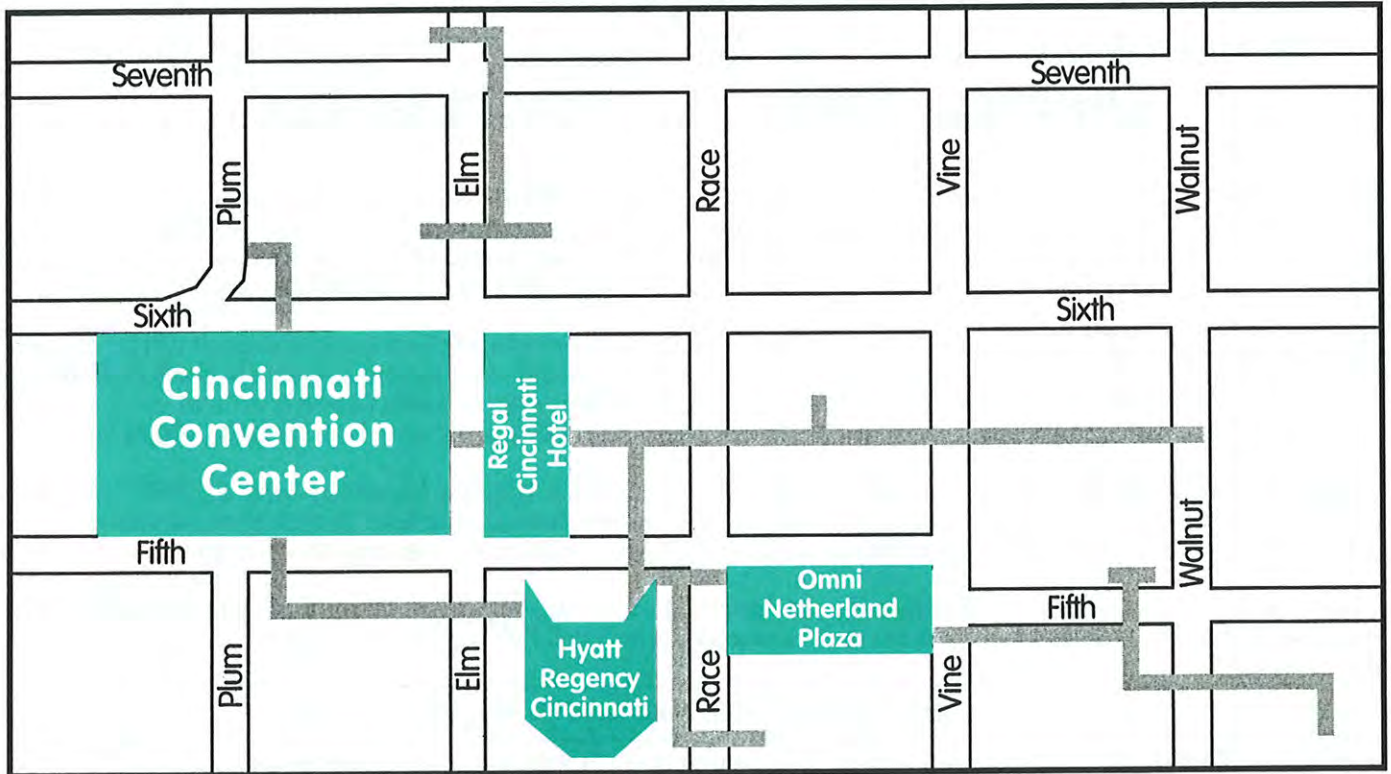 Seventh
Seventh
Plum
Elm
Race
Vine
Walnut
Sixth
Sixth
Cincinnati
Convention
Center
Regal
Cincinnati
Hotel
Fifth
Walnut
Omni
Netherland
Plaza
Fifth
Hyatt
Regency
Cincinnati
Plum
Elm
Race
Vine